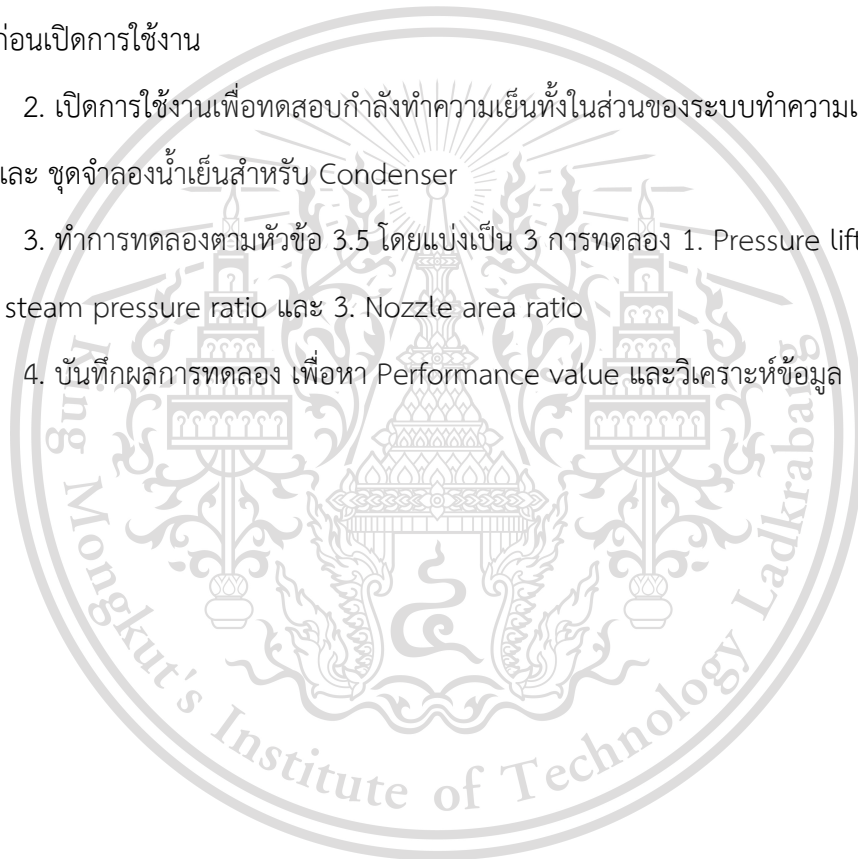 ก่อนเปิดการใช้งาน
2. เปิดการใช้งานเพื่อทดสอบกำลังทำความเย็นทั้งในส่วนของระบบทำความเ
และ ชุดจำลองน้ำเย็นสำหรับ Condenser
3. ทำการทดลองตามหัวข้อ 3.5 โดยแบ่งเป็น 3 การทดลอง 1. Pressure lift
steam pressure ratio และ 3. Nozzle area ratio
4. บันทึกผลการทดลอง เพื่อหา Performance value และวิเคราะห์ข้อมูล
King Mongkut's Institute of Technology Ladkrabang